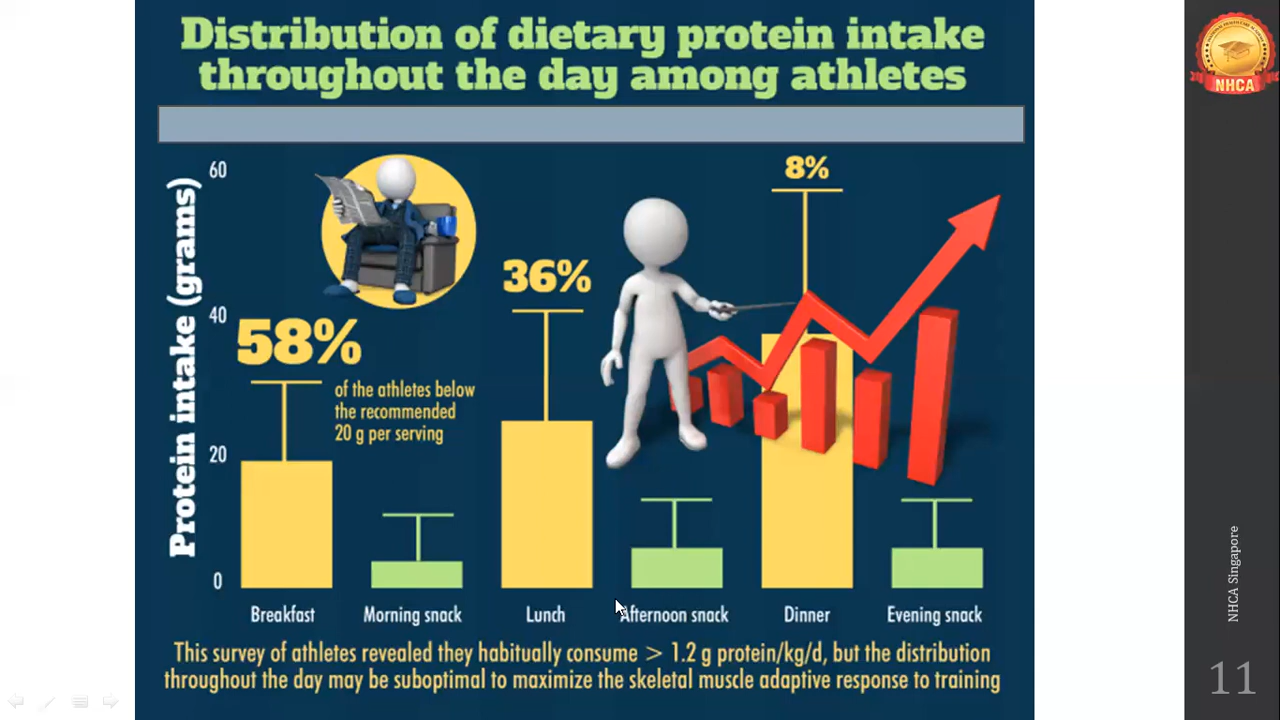 Distribution of dietary protein intake
throughout the day among athletes
NHCA
Protein intake (grams)
60
40
20
0
58%
of the athletes below
the recommended
20 g per serving
36%
8%
Breakfast
Morning snack
Lunch
Afternoon snack
Dinner
Evening snack
This survey of athletes revealed they habitually consume > 1.2 g protein/kg/d, but the distribution
throughout the day may be suboptimal to maximize the skeletal muscle adaptive response to training
NHCA Singapore
11